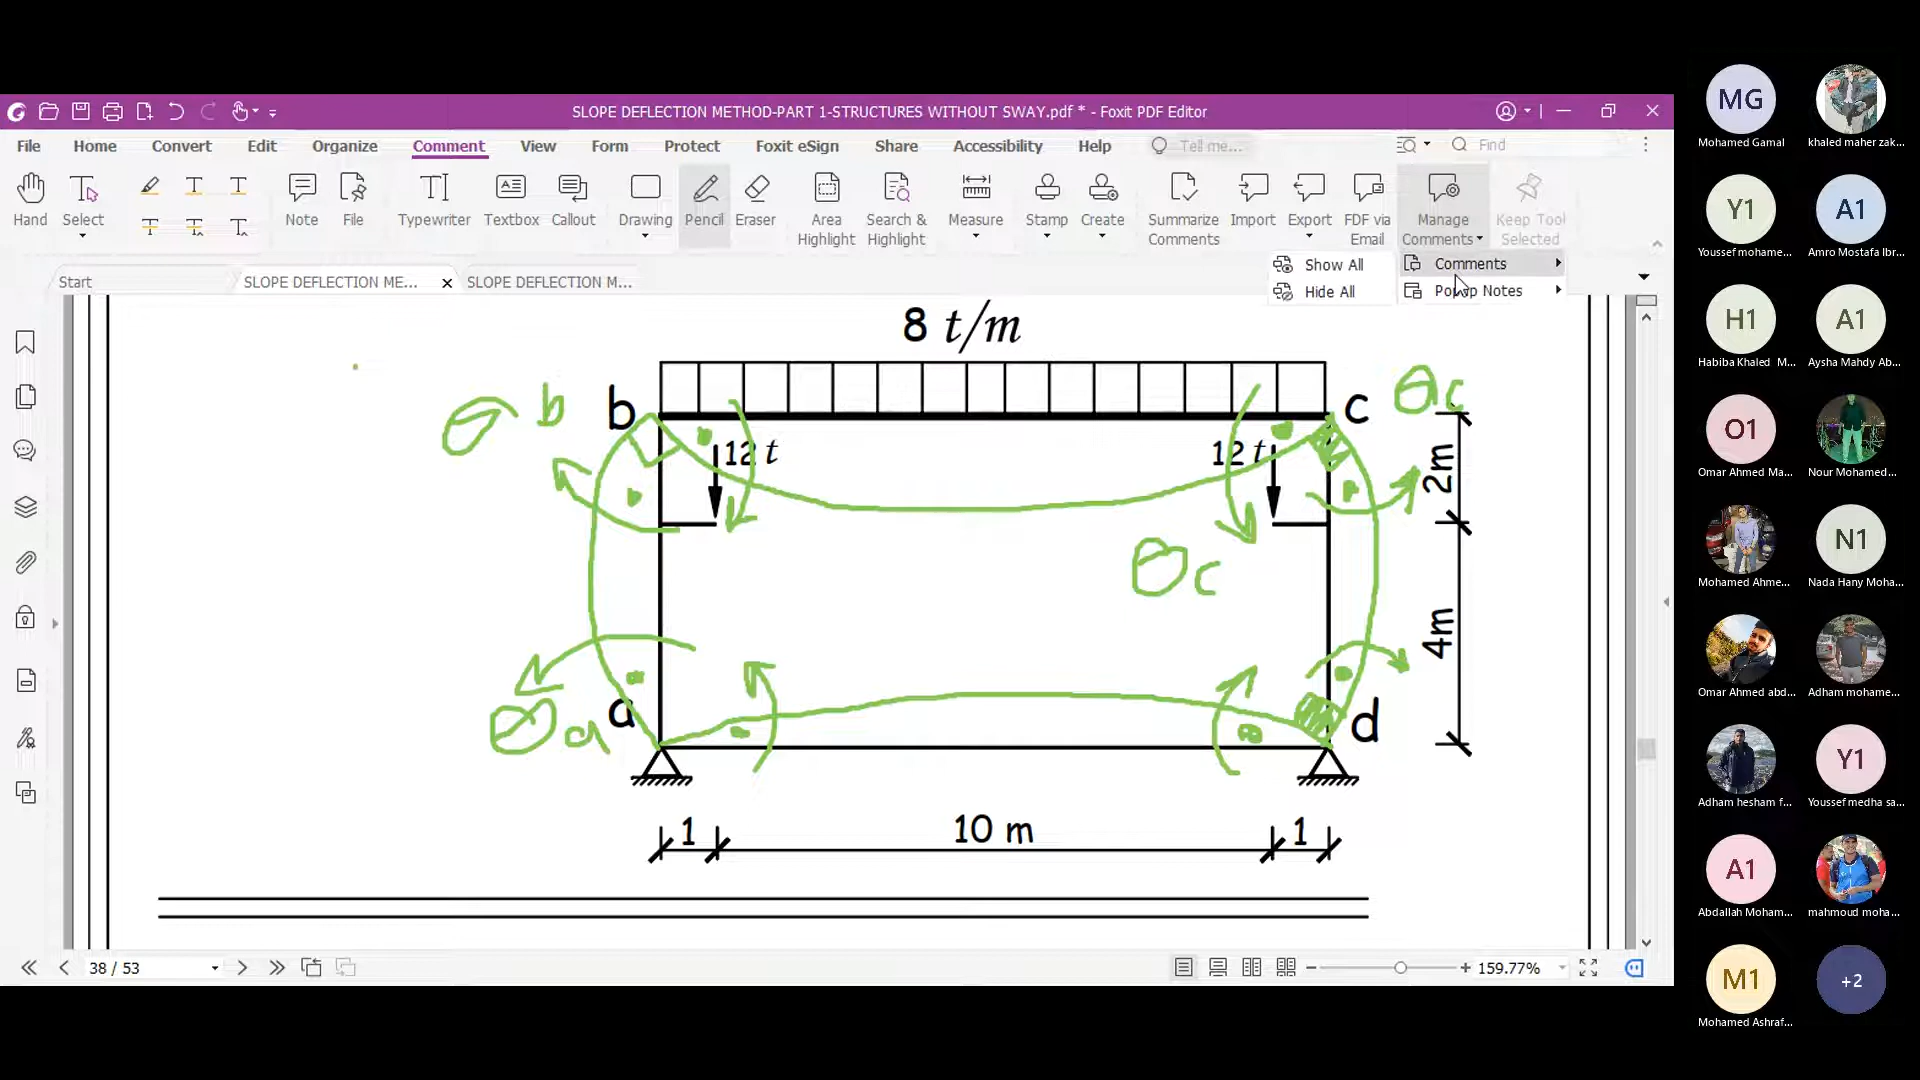 SLOPE DEFLECTION METHOD-PART 1-STRUCTURES WITHOUT SWAY.pdf * - Foxit PDF Editor
File Home Convert Edit Organize Comment View Form Protect Foxit eSign Share Accessibility Help Tell me... Find
Hand Select Note File Typewriter Textbox Callout Drawing Pencil Eraser Area Highlight Search & Highlight Measure Stamp Create Summarize Comments Import Export FDF via Email Manage Comments Keep Tool Selected
Show All Comments
Hide All Popup Notes
Start SLOPE DEFLECTION ME... SLOPE DEFLECTION M...
8 t/m
θb b c θc
12 t 12 t 2m
θc
4m
θa a d
1 10 m 1
38 / 53 159.77%
MG
Mohamed Gamal khaled maher zak...
Y1 A1
Youssef mohame... Amro Mostafa Ibr...
H1 A1
Habiba Khaled M... Aysha Mahdy Ab...
O1
Omar Ahmed Ma... Nour Mohamed...
N1
Mohamed Ahme... Nada Hany Moha...
Omar Ahmed abd... Adham mohame...
Y1
Adham hesham f... Youssef medha sa...
A1
Abdallah Moham... mahmoud moha...
M1 +2
Mohamed Ashraf...